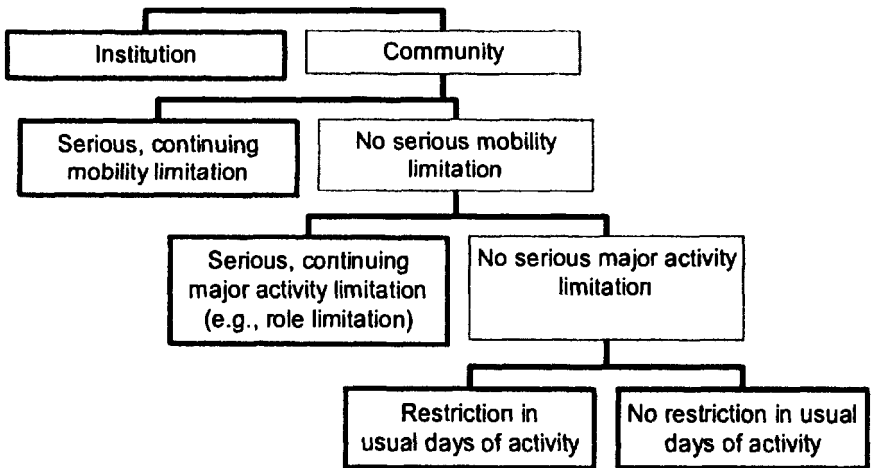 Institution
Community
Serious, continuing
mobility limitation
No serious mobility
limitation
Serious, continuing
major activity limitation
(e.g., role limitation)
No serious major activity
limitation
Restriction in
usual days of activity
No restriction in usual
days of activity